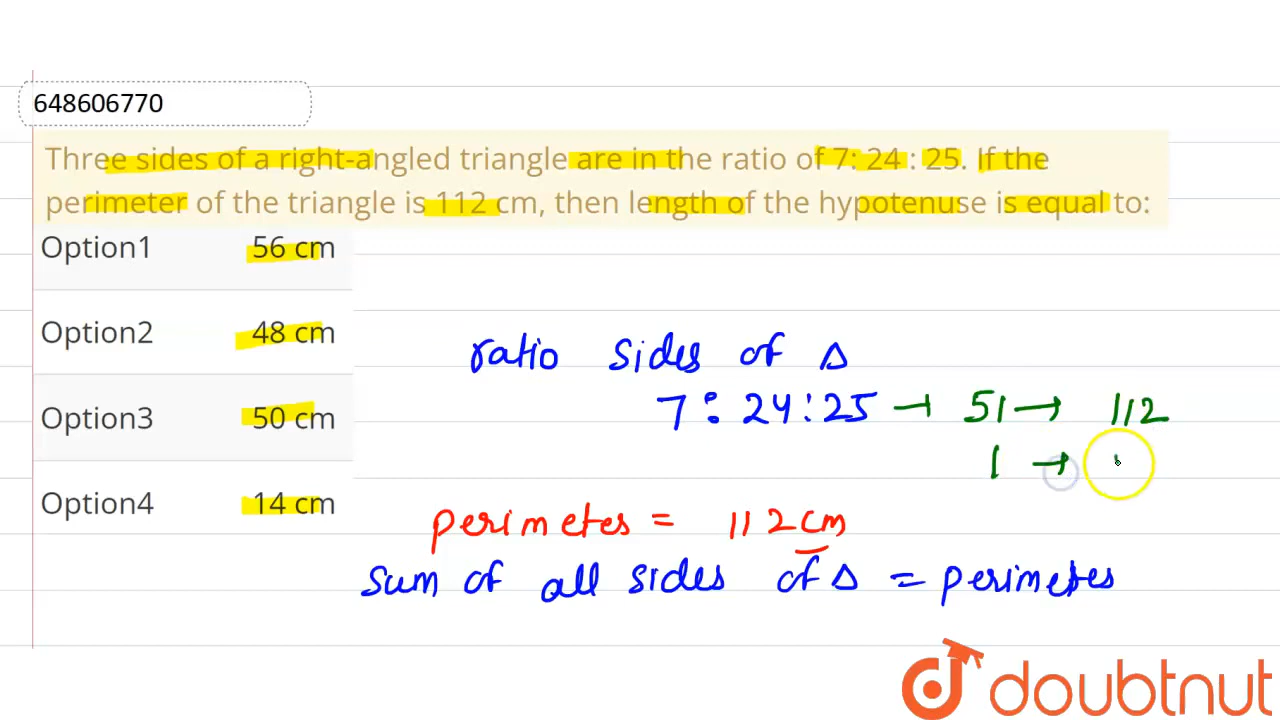 648606770
Three sides of a right-angled triangle are in the ratio of 7: 24 : 25. If the
perimeter of the triangle is 112 cm, then length of the hypotenuse is equal to:
Option1 56 cm
Option2 48 cm
Option3 50 cm
Option4 14 cm
ratio sides of Δ
7 : 24 : 25 → 51 → 112
1 →
perimetes = 112cm
sum of all sides of Δ = perimetes
doubtnut